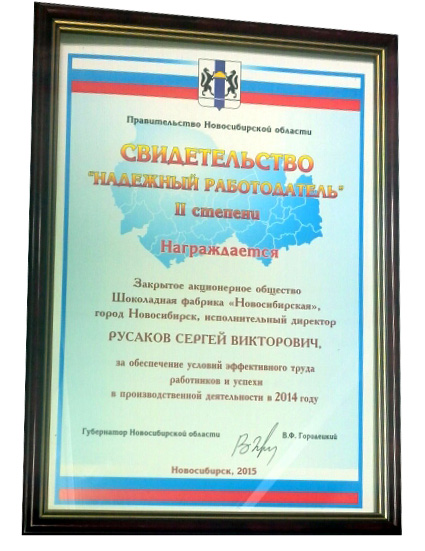 Правительство Новосибирской области
СВИДЕТЕЛЬСТВО
"НАДЕЖНЫЙ РАБОТОДАТЕЛЬ"
II степени
Награждается
Закрытое акционерное общество
Шоколадная фабрика «Новосибирская»,
город Новосибирск, исполнительный директор
РУСАКОВ СЕРГЕЙ ВИКТОРОВИЧ,
за обеспечение условий эффективного труда
работников и успехи
в производственной деятельности в 2014 году
Губернатор Новосибирской области В.Ф. Городецкий
Новосибирск, 2015